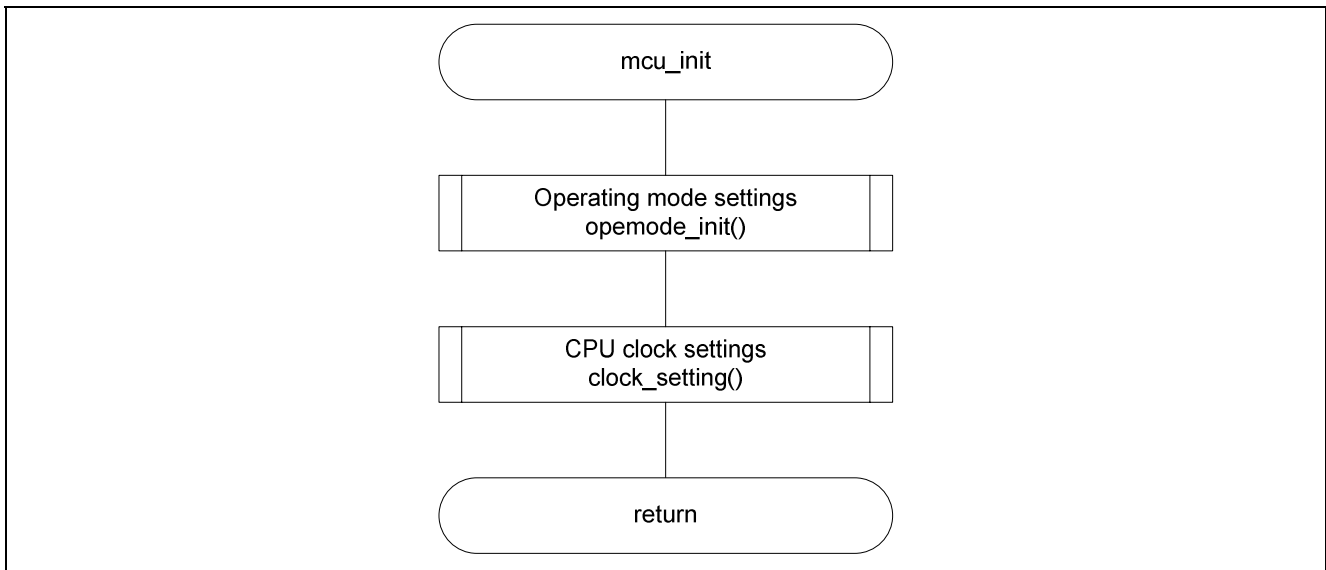 mcu_init
Operating mode settings
opemode_init()
CPU clock settings
clock_setting()
return